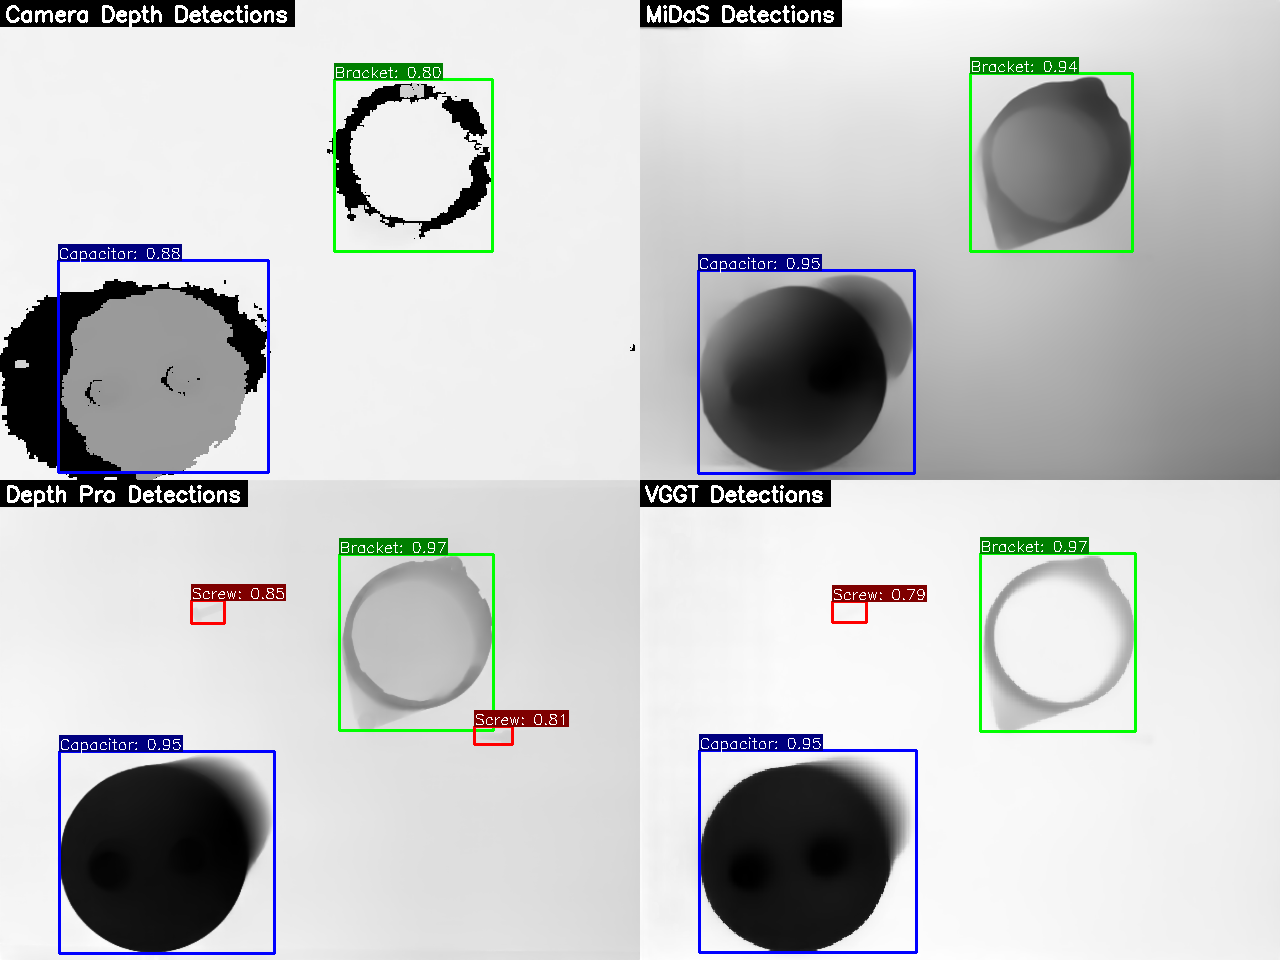 Camera Depth Detections
Bracket: 0.80
Capacitor: 0.88
MiDaS Detections
Bracket: 0.94
Capacitor: 0.95
Depth Pro Detections
Bracket: 0.97
Screw: 0.85
Screw: 0.81
Capacitor: 0.95
VGGT Detections
Bracket: 0.97
Screw: 0.79
Capacitor: 0.95